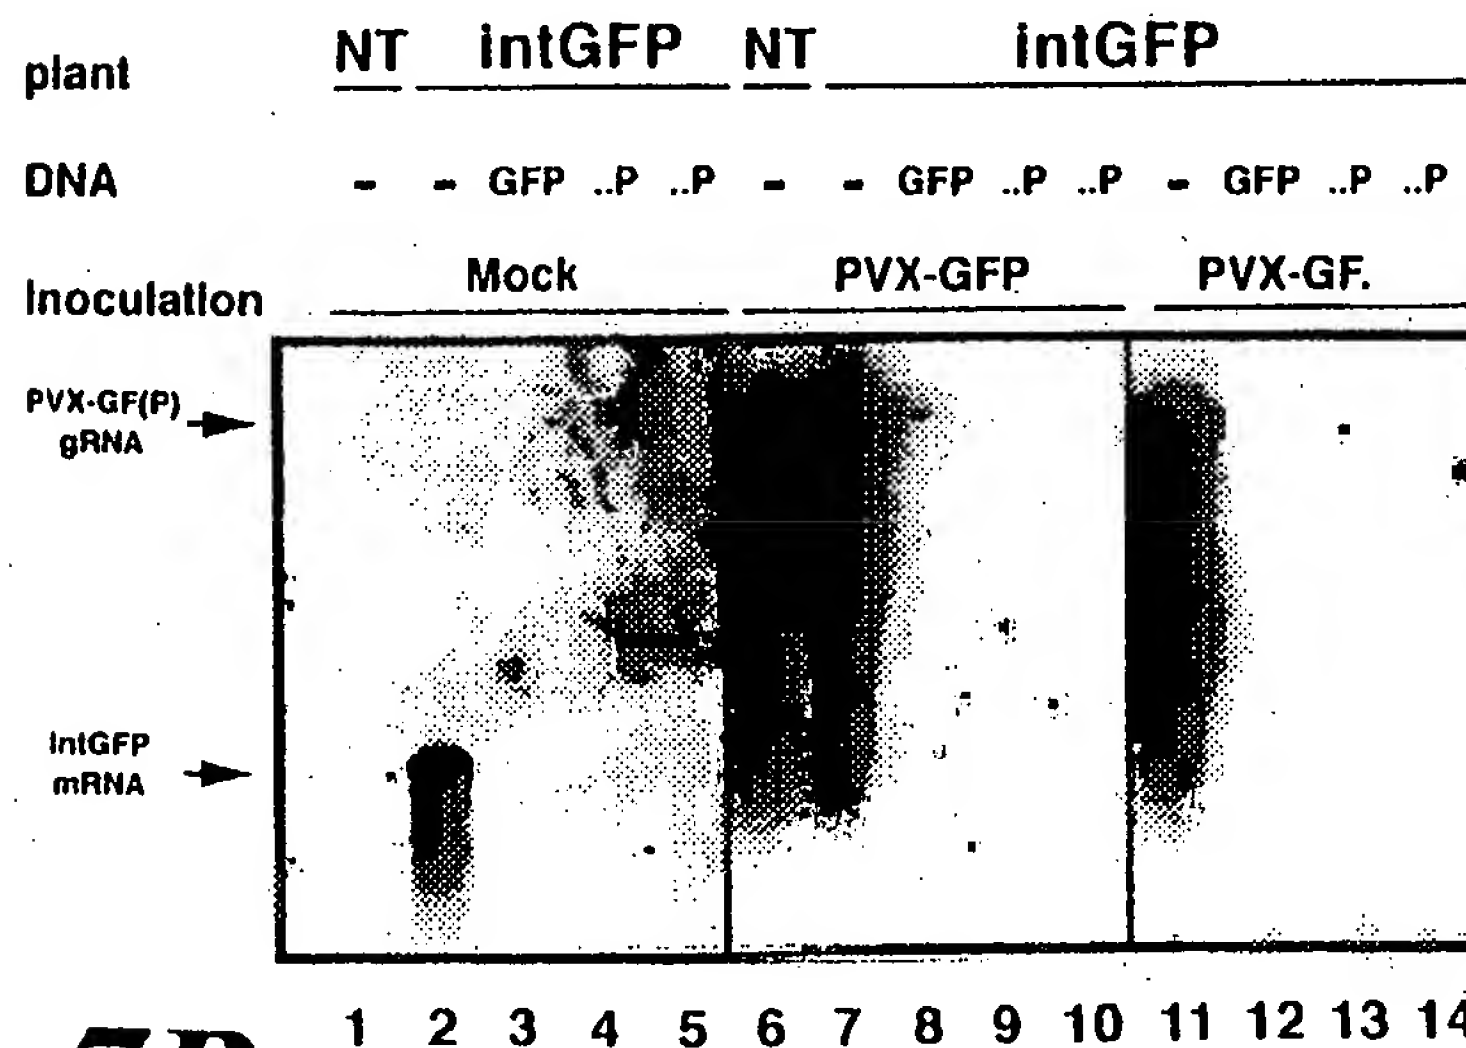 plant NT intGFP NT intGFP
DNA - - GFP ..P ..P - - GFP ..P ..P - GFP ..P ..P
Inoculation Mock PVX-GFP PVX-GF.
PVX-GF(P)
gRNA
IntGFP
mRNA
1 2 3 4 5 6 7 8 9 10 11 12 13 14